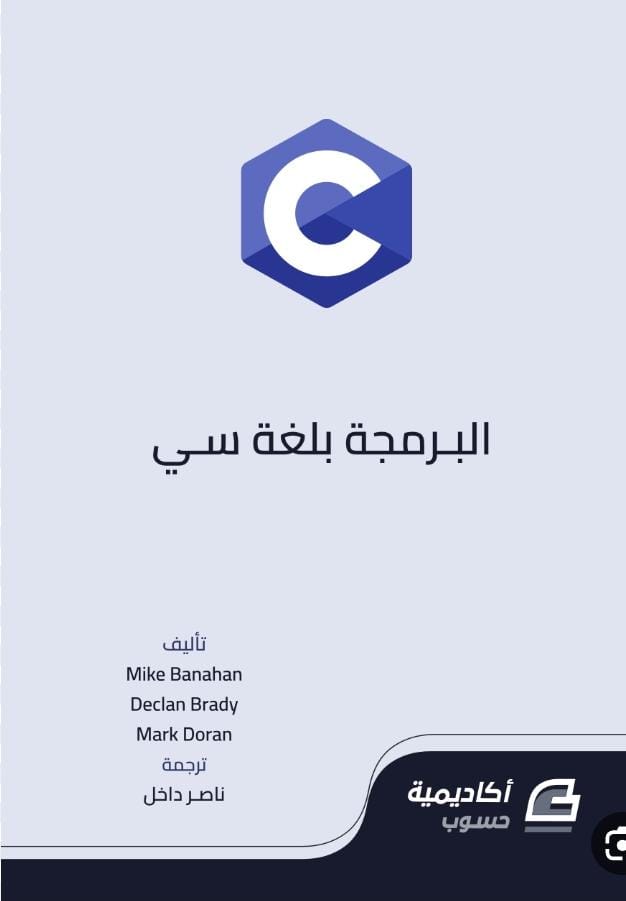 C
البرمجة بلغة سي
تأليف
Mike Banahan
Declan Brady
Mark Doran
ترجمة
ناصر داخل
أكاديمية
حسوب